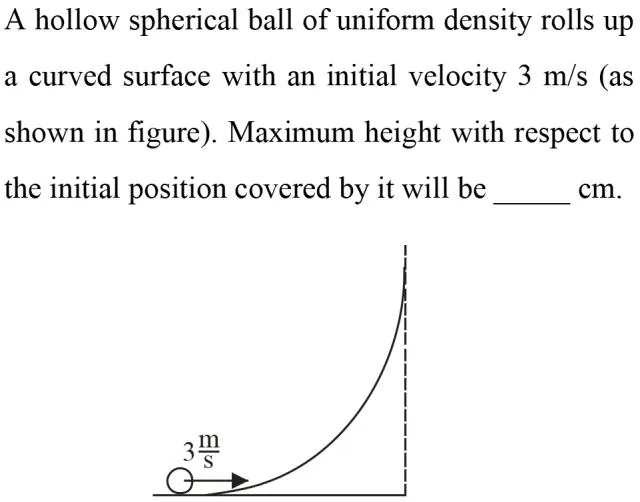 A hollow spherical ball of uniform density rolls up
a curved surface with an initial velocity 3 m/s (as
shown in figure). Maximum height with respect to
the initial position covered by it will be _____ cm.
3 m/s